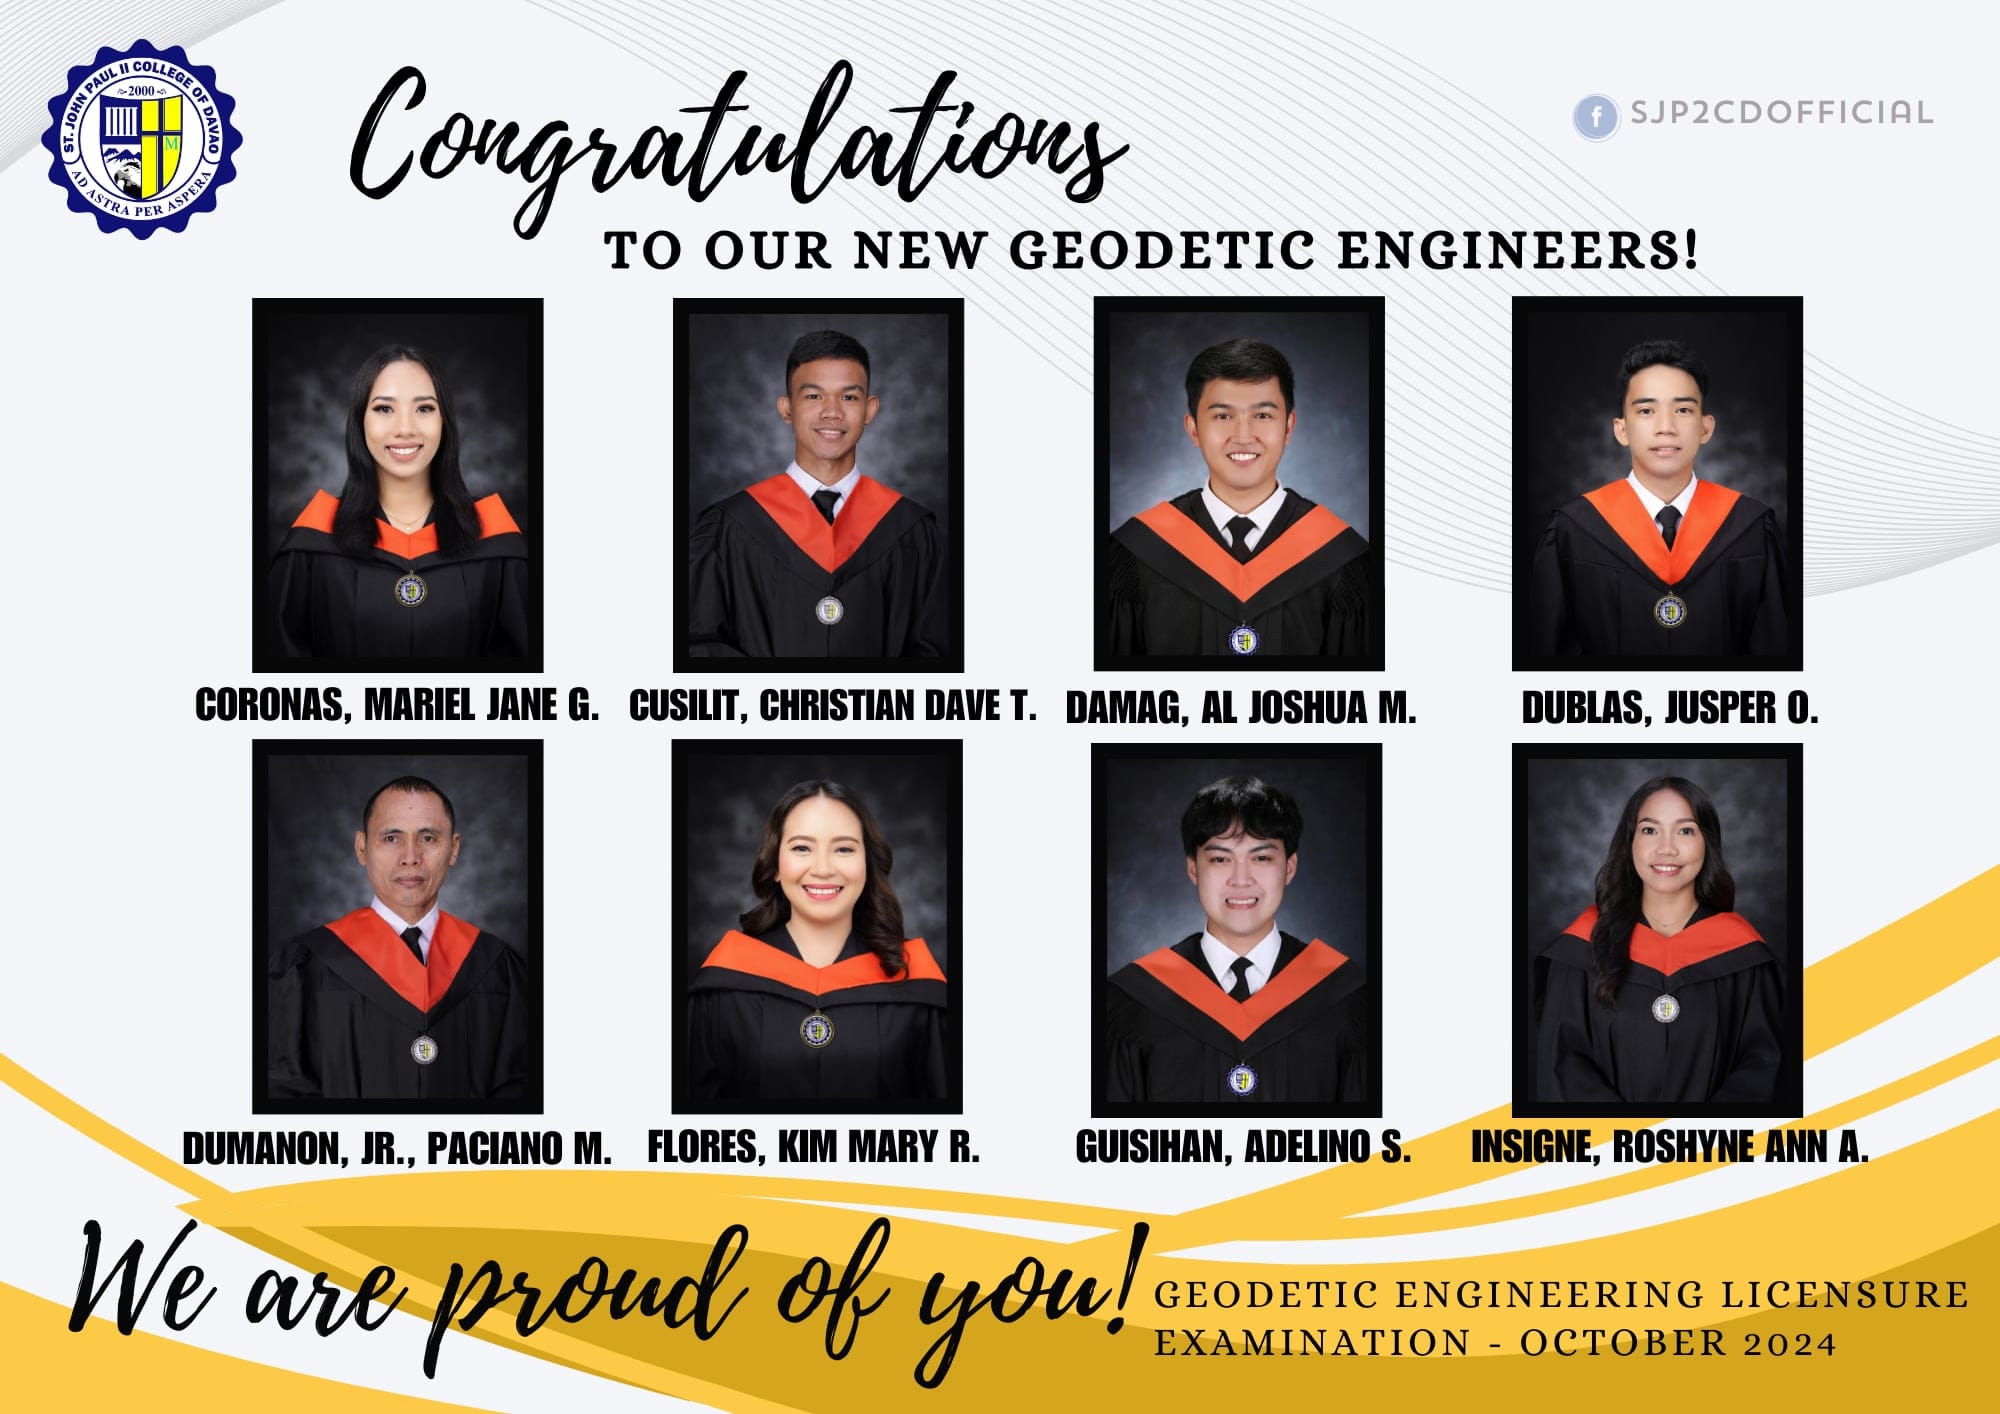 ST. JOHN PAUL II COLLEGE OF DAVAO
2000
M
AD ASTRA PER ASPERA
Congratulations
f SJP2CDOFFICIAL
TO OUR NEW GEODETIC ENGINEERS!
CORONAS, MARIEL JANE G. CUSILIT, CHRISTIAN DAVE T. DAMAG, AL JOSHUA M. DUBLAS, JUSPER O.
DUMANON, JR., PACIANO M. FLORES, KIM MARY R. GUISIHAN, ADELINO S. INSIGNE, ROSHYNE ANN A.
We are proud of you!
GEODETIC ENGINEERING LICENSURE
EXAMINATION - OCTOBER 2024